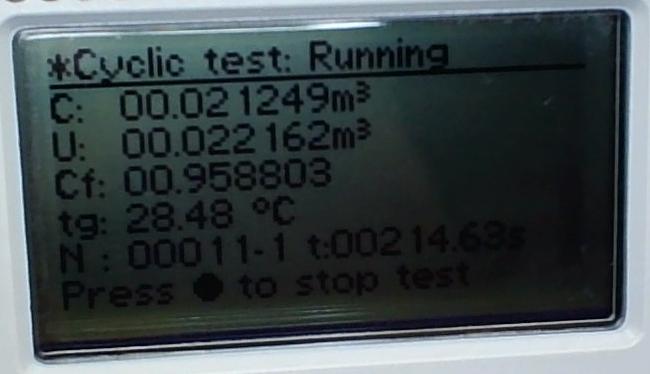 *Cyclic test: Running
C: 00.021249m³
U: 00.022162m³
Cf: 00.958803
tg: 28.48 °C
N : 00011-1 t:00214.63s
Press ● to stop test